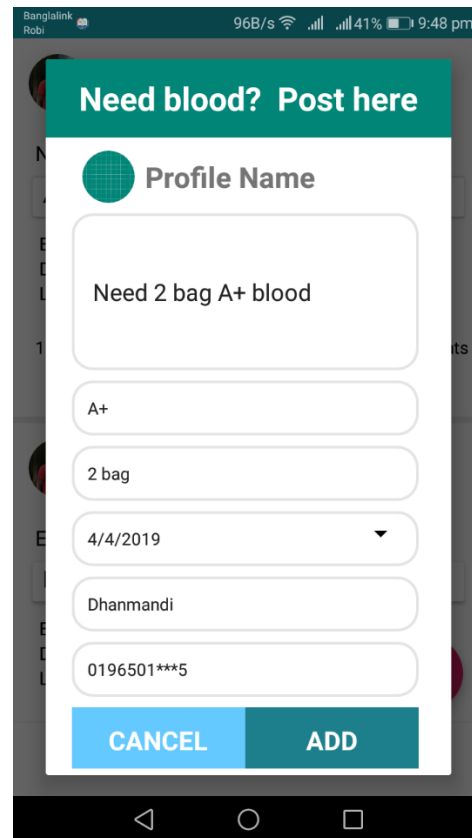 Banglalink
Robi
96B/s 41% 9:48 pm
Need blood? Post here
Profile Name
Need 2 bag A+ blood
A+
2 bag
4/4/2019
Dhanmandi
0196501***5
CANCEL ADD